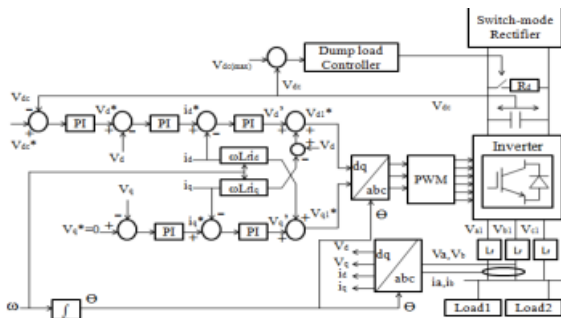 Switch-mode
Rectifier
Dump load
Controller
Vdc(max)
Vdc
Rd
Vdc
Vdc
Vdc*
PI
Vd*
Vd
PI
id*
id
PI
Vd'
Vd1*
Vd
ωLfid
iq
ωLfiq
Vq
Vq*=0
PI
iq*
PI
Vq'
Vq1*
dq
abc
PWM
Inverter
Va1
Vb1
Vc1
Lf
Lf
Lf
Θ
Vd
Vq
id
iq
dq
abc
Va,Vb
ia,ib
Load1
Load2
ω
∫
Θ
Θ